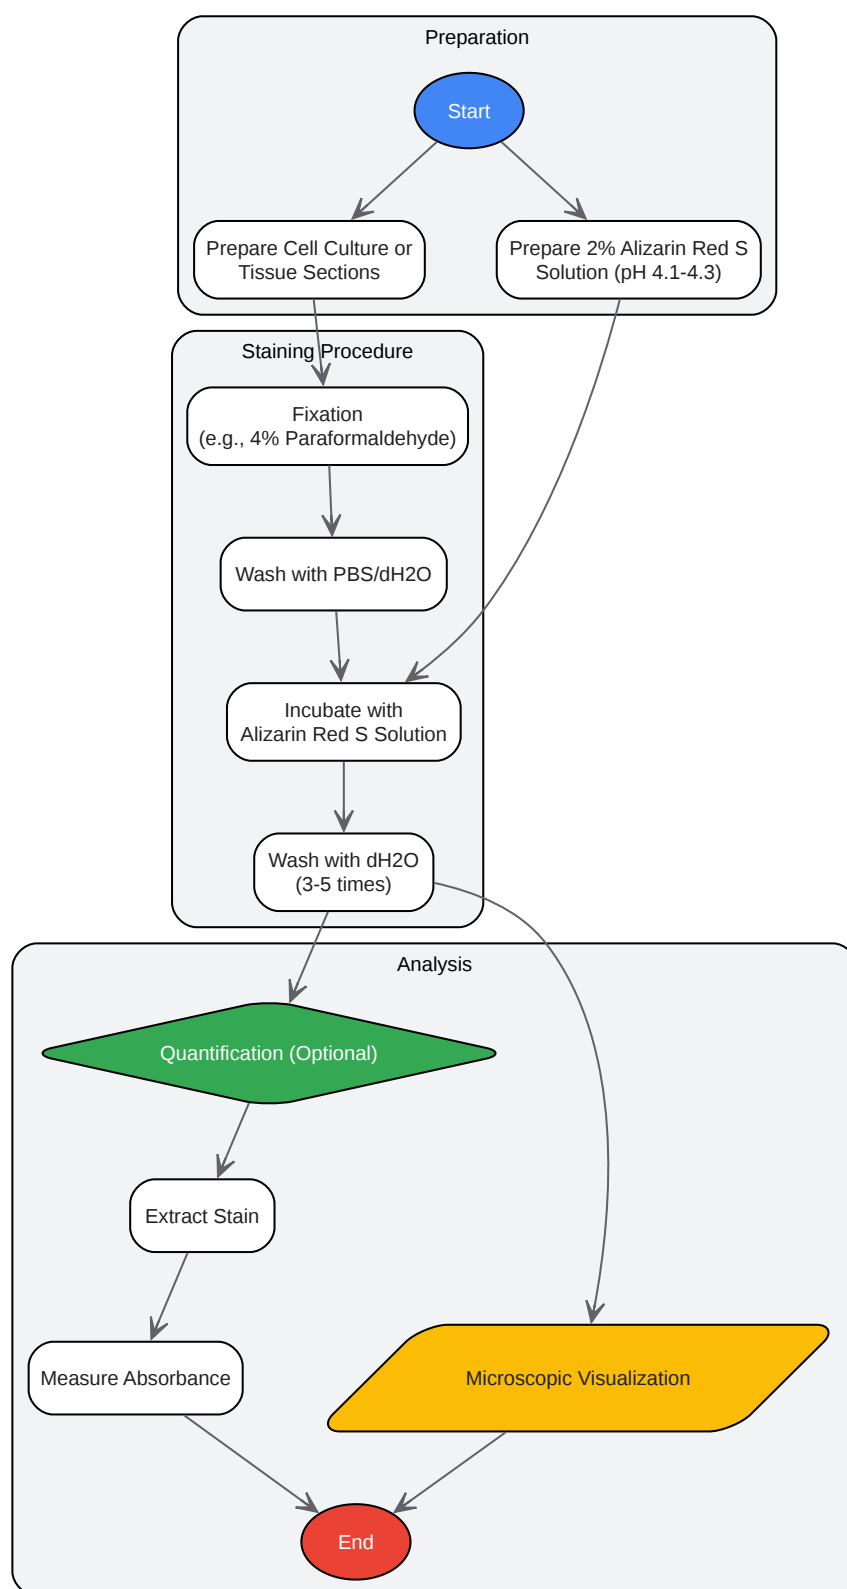 Preparation
Start
Prepare Cell Culture or
Tissue Sections
Prepare 2% Alizarin Red S
Solution (pH 4.1-4.3)
Staining Procedure
Fixation
(e.g., 4% Paraformaldehyde)
Wash with PBS/dH2O
Incubate with
Alizarin Red S Solution
Wash with dH2O
(3-5 times)
Analysis
Quantification (Optional)
Extract Stain
Measure Absorbance
Microscopic Visualization
End